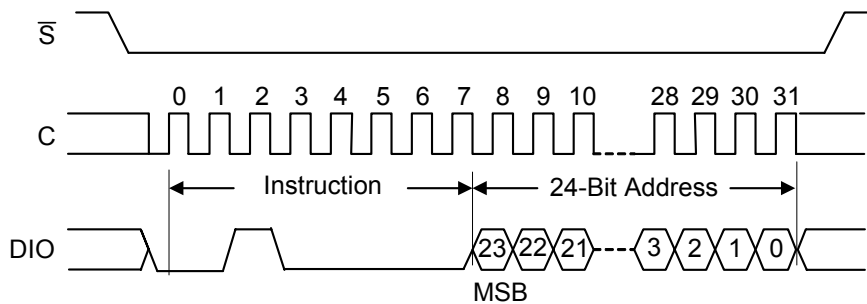 S̅
0 1 2 3 4 5 6 7 8 9 10 28 29 30 31
C
Instruction 24-Bit Address
DIO 23 22 21 3 2 1 0
MSB